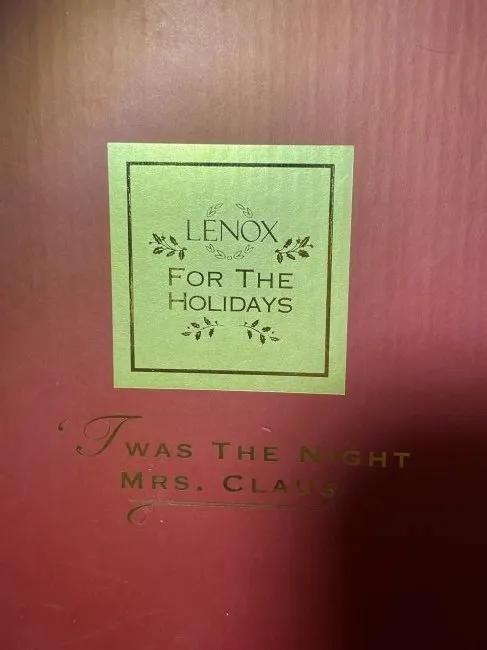 LENOX
FOR THE
HOLIDAYS
'TWAS THE NIGHT
MRS. CLAUS